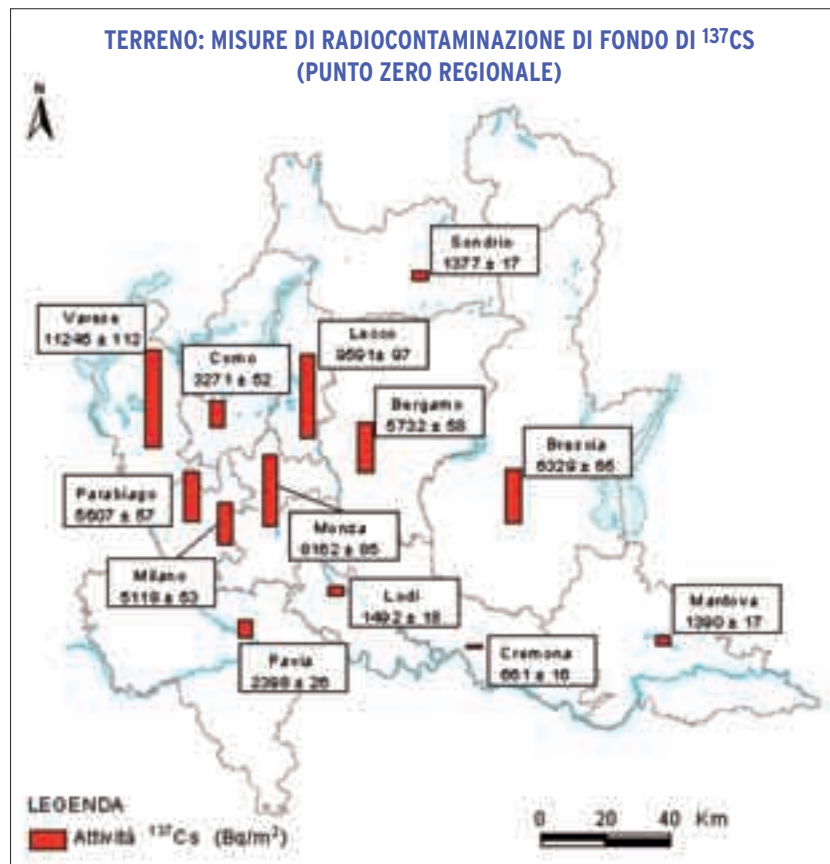 TERRENO: MISURE DI RADIOCONTAMINAZIONE DI FONDO DI ¹³⁷CS
(PUNTO ZERO REGIONALE)
N
Sondrio
1377 ± 17
Varese
11246 ± 112
Como
3271 ± 52
Lecco
9591 ± 97
Bergamo
5732 ± 58
Brescia
6329 ± 65
Parabiago
5607 ± 57
Monza
8162 ± 85
Milano
5119 ± 53
Lodi
1492 ± 18
Mantova
1390 ± 17
Pavia
2398 ± 26
Cremona
661 ± 16
LEGENDA
Attività ¹³⁷Cs (Bq/m²)
0 20 40 Km